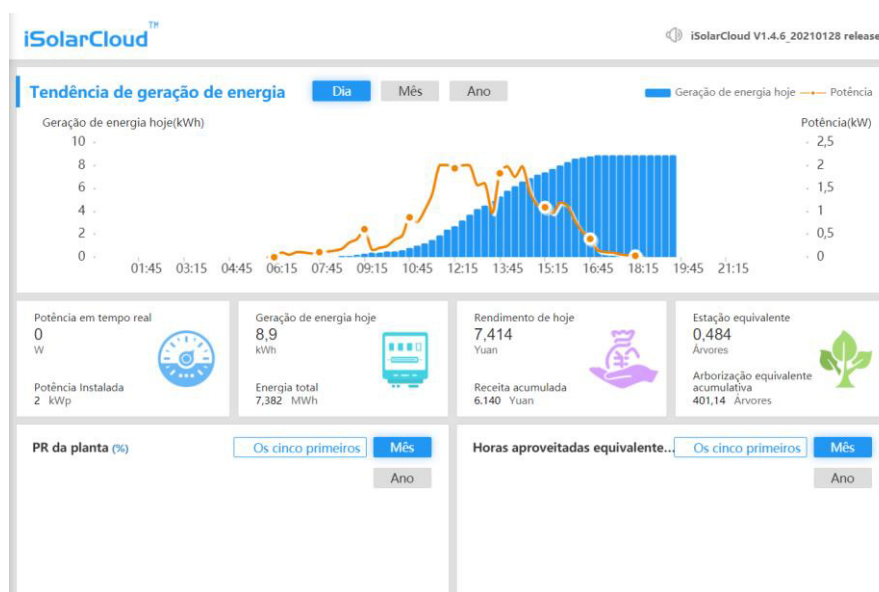 iSolarCloud™
iSolarCloud V1.4.6_20210128 release
Tendência de geração de energia
Dia
Mês
Ano
Geração de energia hoje
Potência
Geração de energia hoje(kWh)
Potência(kW)
10
8
6
4
2
0
2,5
2
1,5
1
0,5
0
01:45 03:15 04:45 06:15 07:45 09:15 10:45 12:15 13:45 15:15 16:45 18:15 19:45 21:15
Potência em tempo real
0
W
Potência Instalada
2 kWp
Geração de energia hoje
8,9
kWh
Energia total
7,382 MWh
Rendimento de hoje
7,414
Yuan
Receita acumulada
6.140 Yuan
Estação equivalente
0,484
Árvores
Arborização equivalente
acumulativa
401,14 Árvores
PR da planta (%)
Os cinco primeiros
Mês
Ano
Horas aproveitadas equivalente...
Os cinco primeiros
Mês
Ano